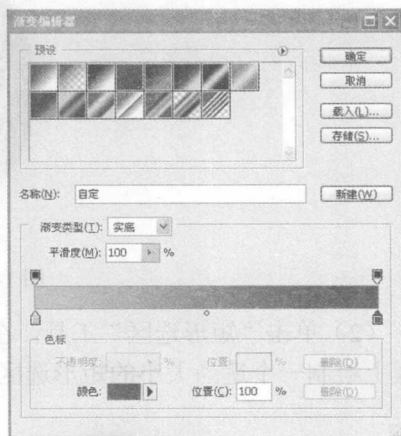 渐变编辑器
预设
确定
取消
载入(L)...
存储(S)...
名称(N): 自定
新建(W)
渐变类型(T): 实底
平滑度(M): 100 %
色标
不透明度: % 位置: % 删除(D)
颜色: 位置(C): 100 % 删除(D)